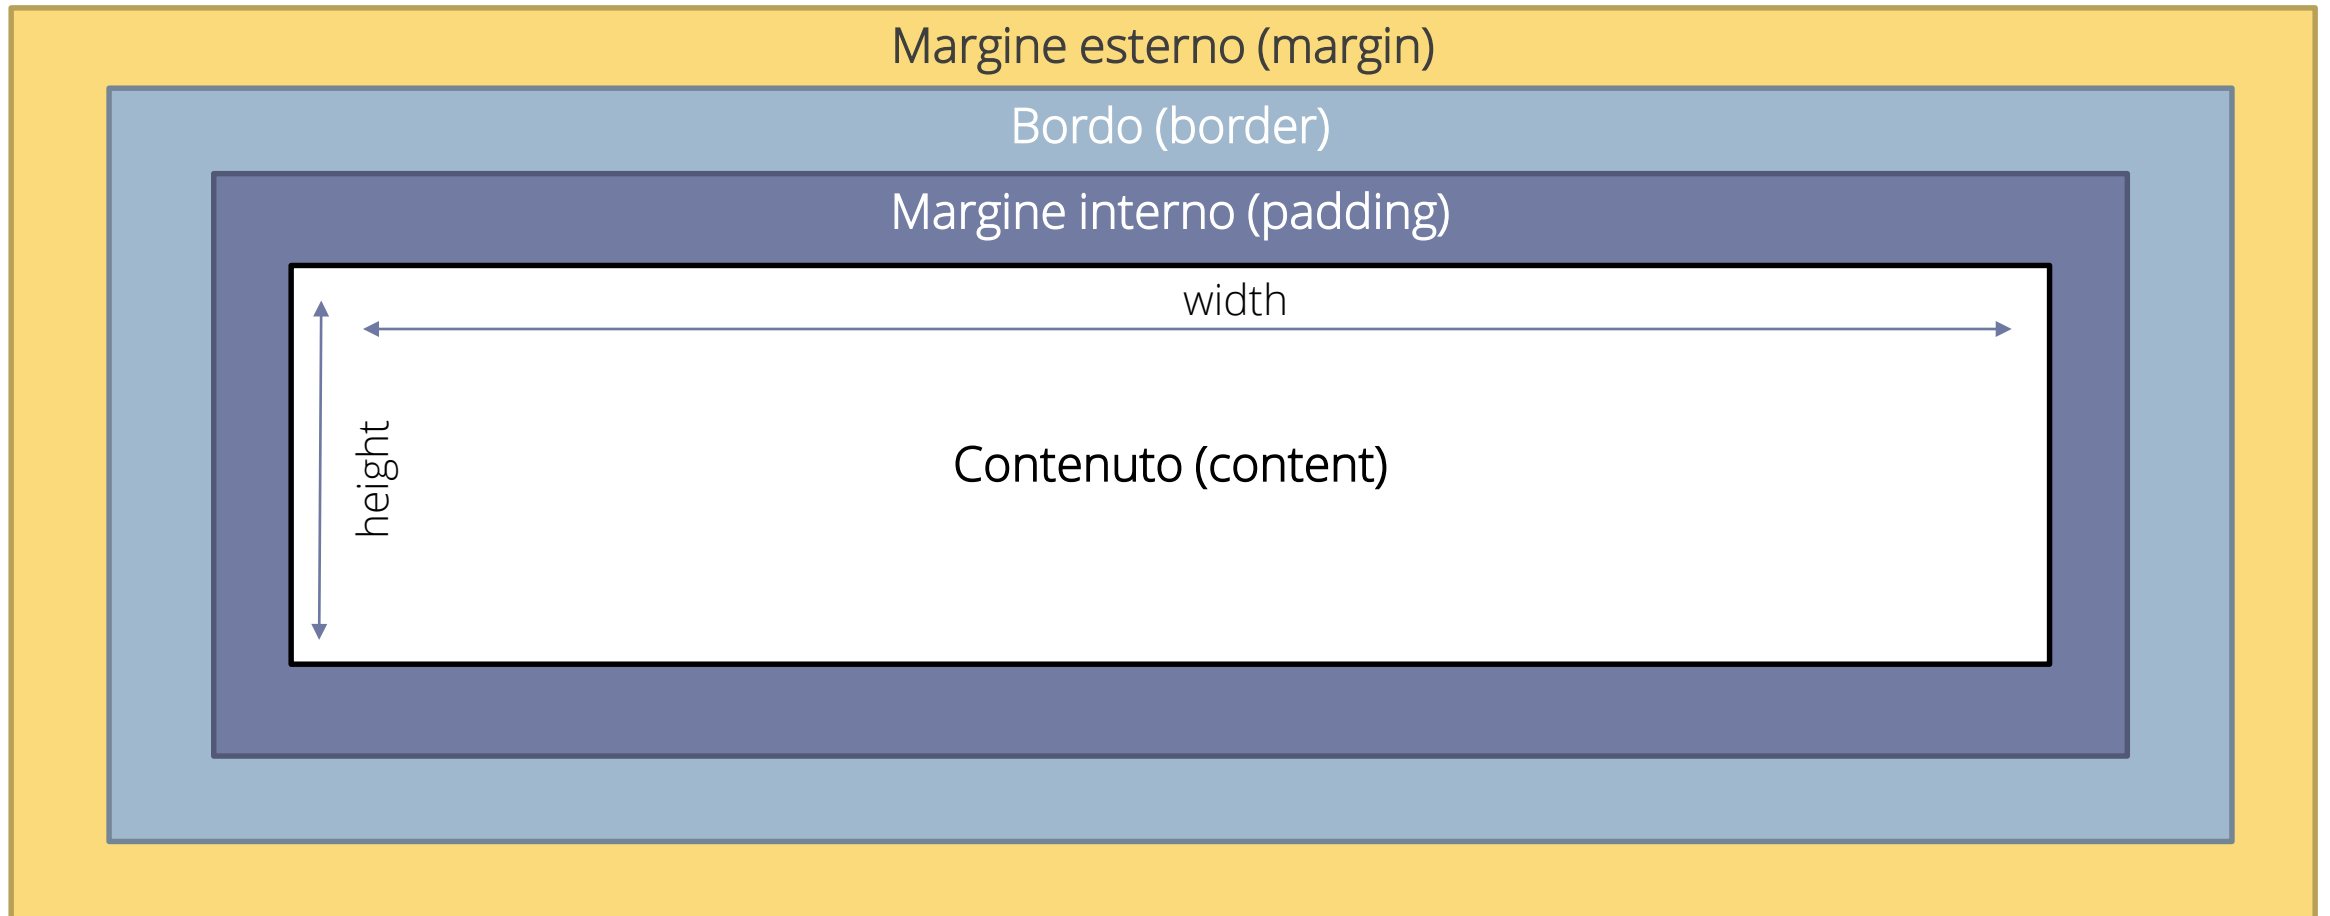 Margine esterno (margin)
Bordo (border)
Margine interno (padding)
width
height
Contenuto (content)